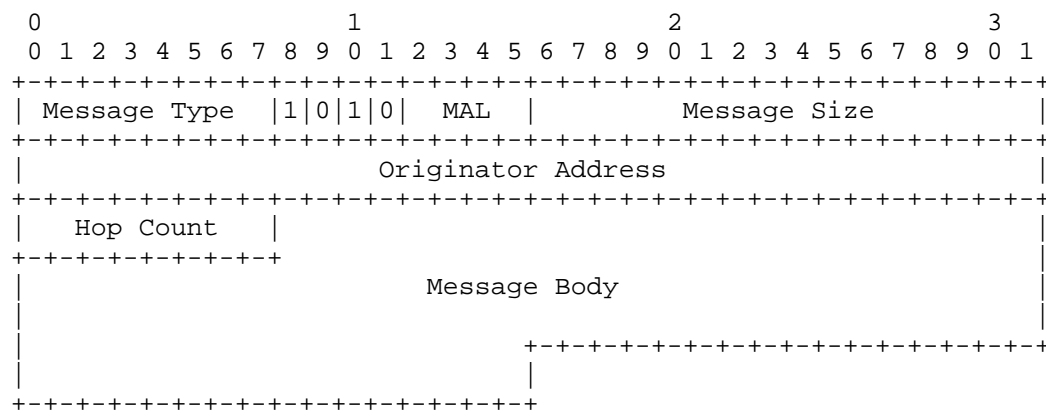 0                   1                   2                   3
0 1 2 3 4 5 6 7 8 9 0 1 2 3 4 5 6 7 8 9 0 1 2 3 4 5 6 7 8 9 0 1
+-+-+-+-+-+-+-+-+-+-+-+-+-+-+-+-+-+-+-+-+-+-+-+-+-+-+-+-+-+-+-+-+
| Message Type  |1|0|1|0|  MAL  |         Message Size          |
+-+-+-+-+-+-+-+-+-+-+-+-+-+-+-+-+-+-+-+-+-+-+-+-+-+-+-+-+-+-+-+-+
|                      Originator Address                       |
+-+-+-+-+-+-+-+-+-+-+-+-+-+-+-+-+-+-+-+-+-+-+-+-+-+-+-+-+-+-+-+-+
|   Hop Count   |                                               |
+-+-+-+-+-+-+-+-+                                               |
|                         Message Body                          |
|                                                               |
|                               +-+-+-+-+-+-+-+-+-+-+-+-+-+-+-+-+
|                               |
+-+-+-+-+-+-+-+-+-+-+-+-+-+-+-+-+